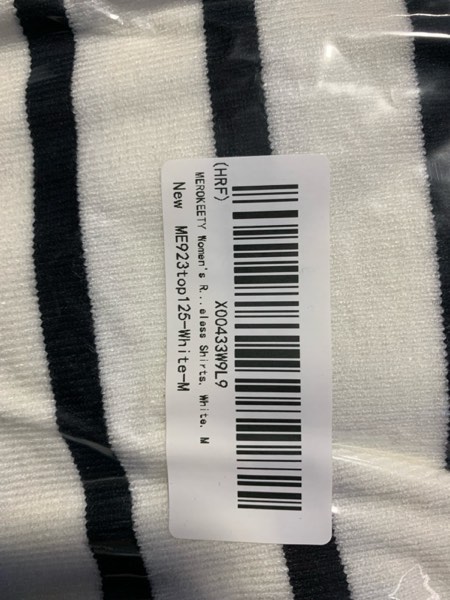 (HRF)
X00433W9L9
MEROKEETY Women's R...eless Shirts, White, M
New ME923top125-White-M